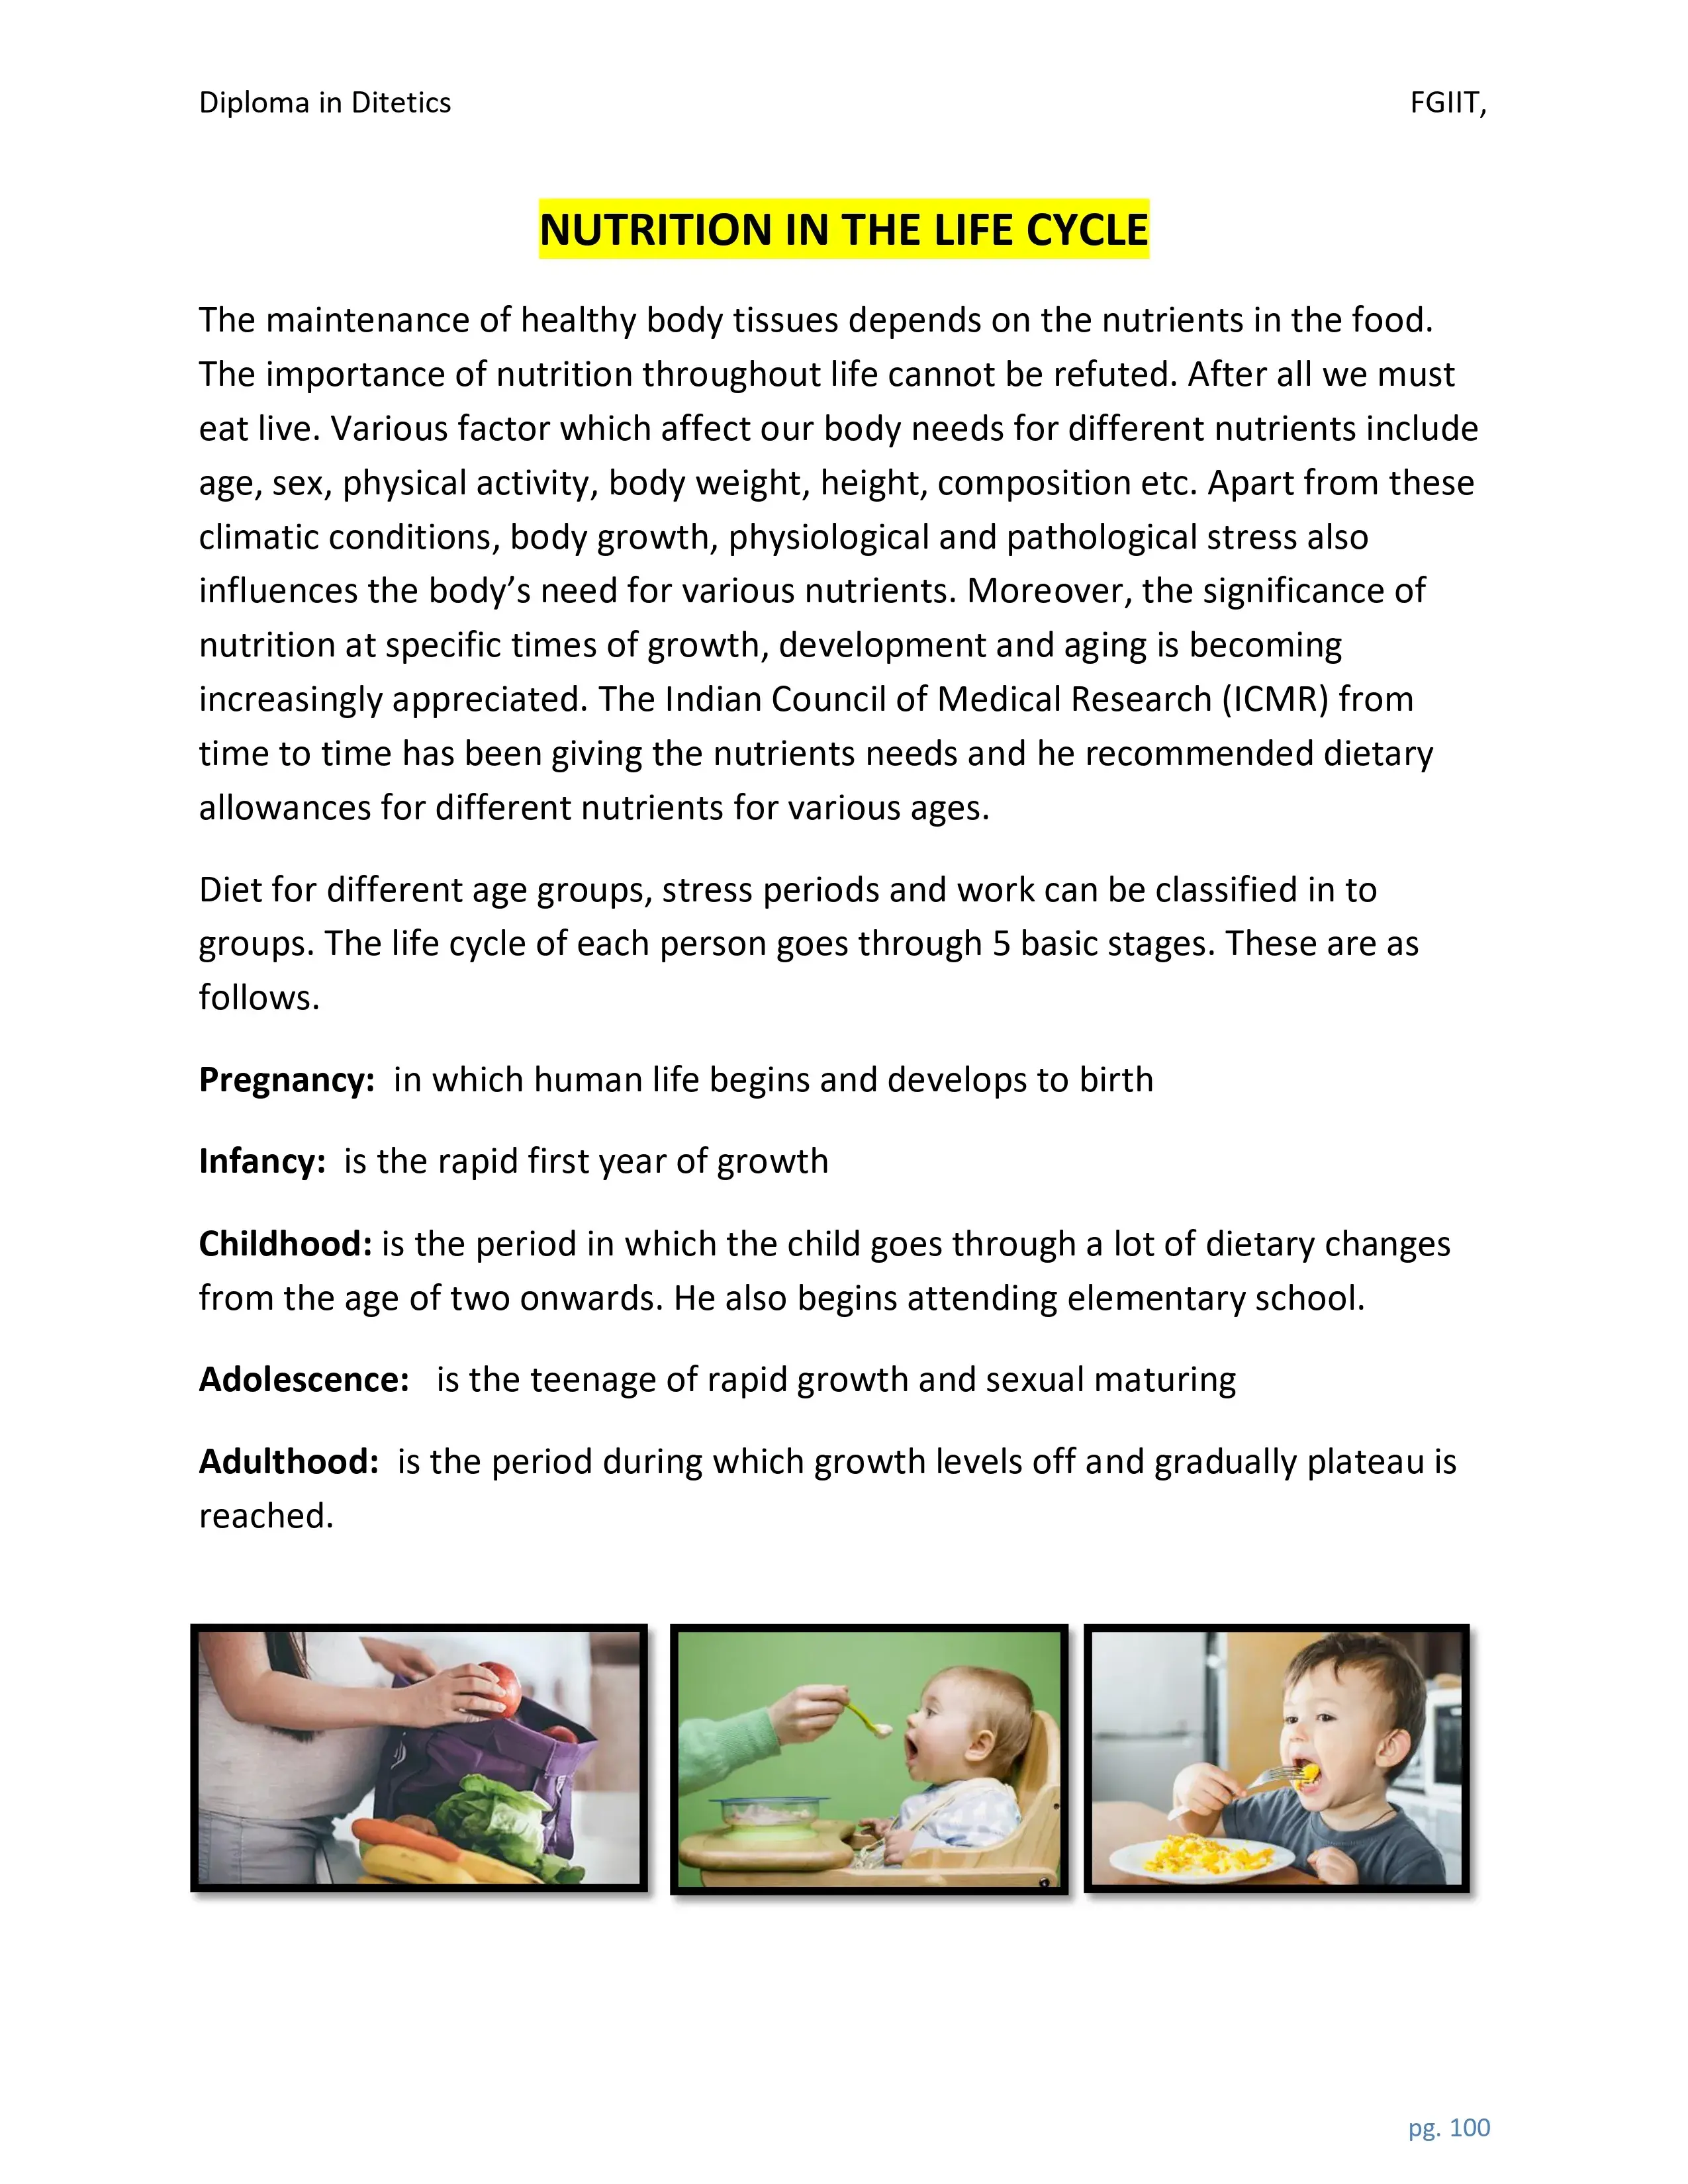 Diploma in Ditetics FGIIT,
NUTRITION IN THE LIFE CYCLE
The maintenance of healthy body tissues depends on the nutrients in the food.
The importance of nutrition throughout life cannot be refuted. After all we must
eat live. Various factor which affect our body needs for different nutrients include
age, sex, physical activity, body weight, height, composition etc. Apart from these
climatic conditions, body growth, physiological and pathological stress also
influences the body’s need for various nutrients. Moreover, the significance of
nutrition at specific times of growth, development and aging is becoming
increasingly appreciated. The Indian Council of Medical Research (ICMR) from
time to time has been giving the nutrients needs and he recommended dietary
allowances for different nutrients for various ages.
Diet for different age groups, stress periods and work can be classified in to
groups. The life cycle of each person goes through 5 basic stages. These are as
follows.
Pregnancy: in which human life begins and develops to birth
Infancy: is the rapid first year of growth
Childhood: is the period in which the child goes through a lot of dietary changes
from the age of two onwards. He also begins attending elementary school.
Adolescence: is the teenage of rapid growth and sexual maturing
Adulthood: is the period during which growth levels off and gradually plateau is
reached.
pg. 100